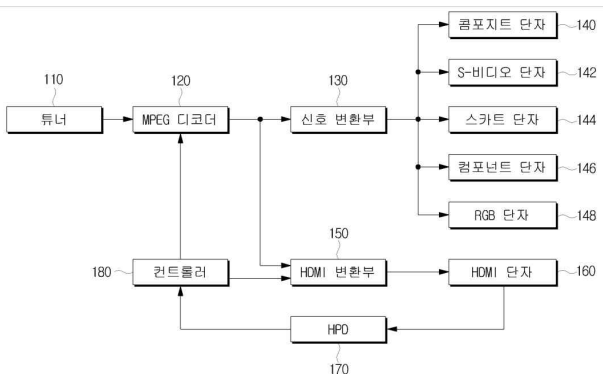 콤포지트 단자
140
110
120
130
S-비디오 단자
142
튜너
MPEG 디코더
신호 변환부
스카트 단자
144
컴포넌트 단자
146
150
RGB 단자
148
180
컨트롤러
HDMI 변환부
HDMI 단자
160
HPD
170